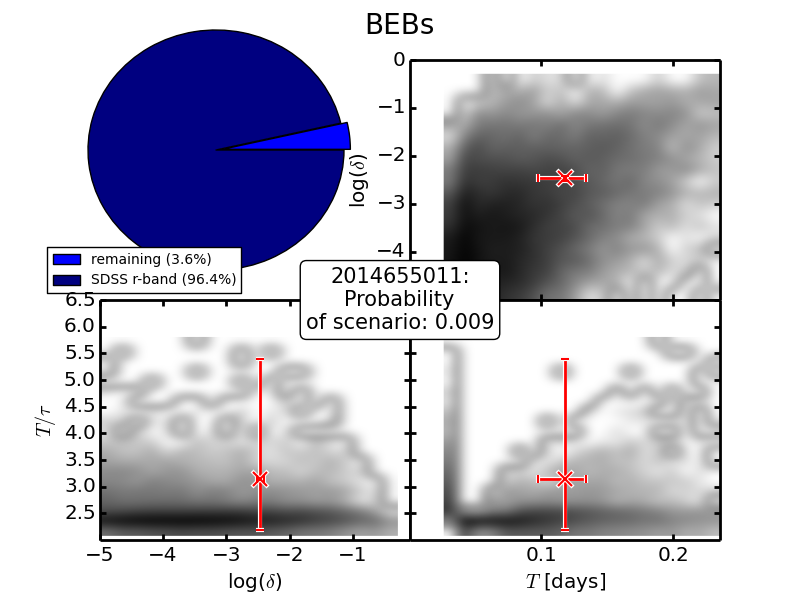 BEBs
remaining (3.6%)
SDSS r-band (96.4%)
0
−1
−2
−3
−4
log(δ)
2014655011:
Probability
of scenario: 0.009
6.5
6.0
5.5
5.0
4.5
4.0
3.5
3.0
2.5
T/τ
−5 −4 −3 −2 −1
log(δ)
0.1 0.2
T [days]